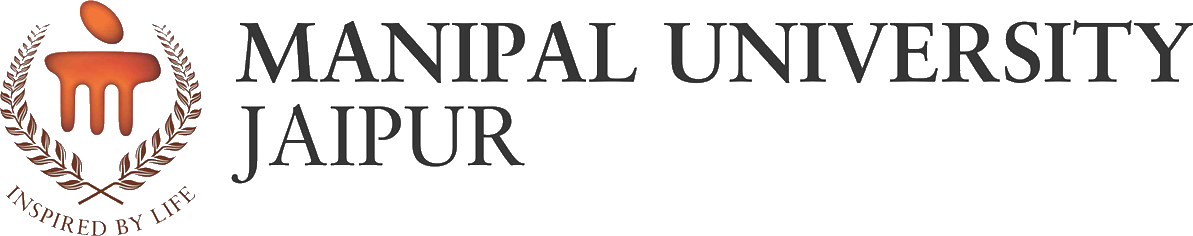 MANIPAL UNIVERSITY
JAIPUR
INSPIRED BY LIFE